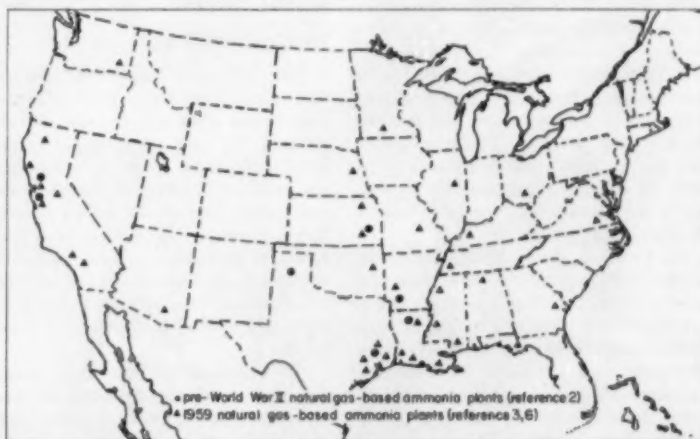 • pre-World War II natural gas-based ammonia plants (reference 2)
▲ 1959 natural gas-based ammonia plants (reference 3,6)